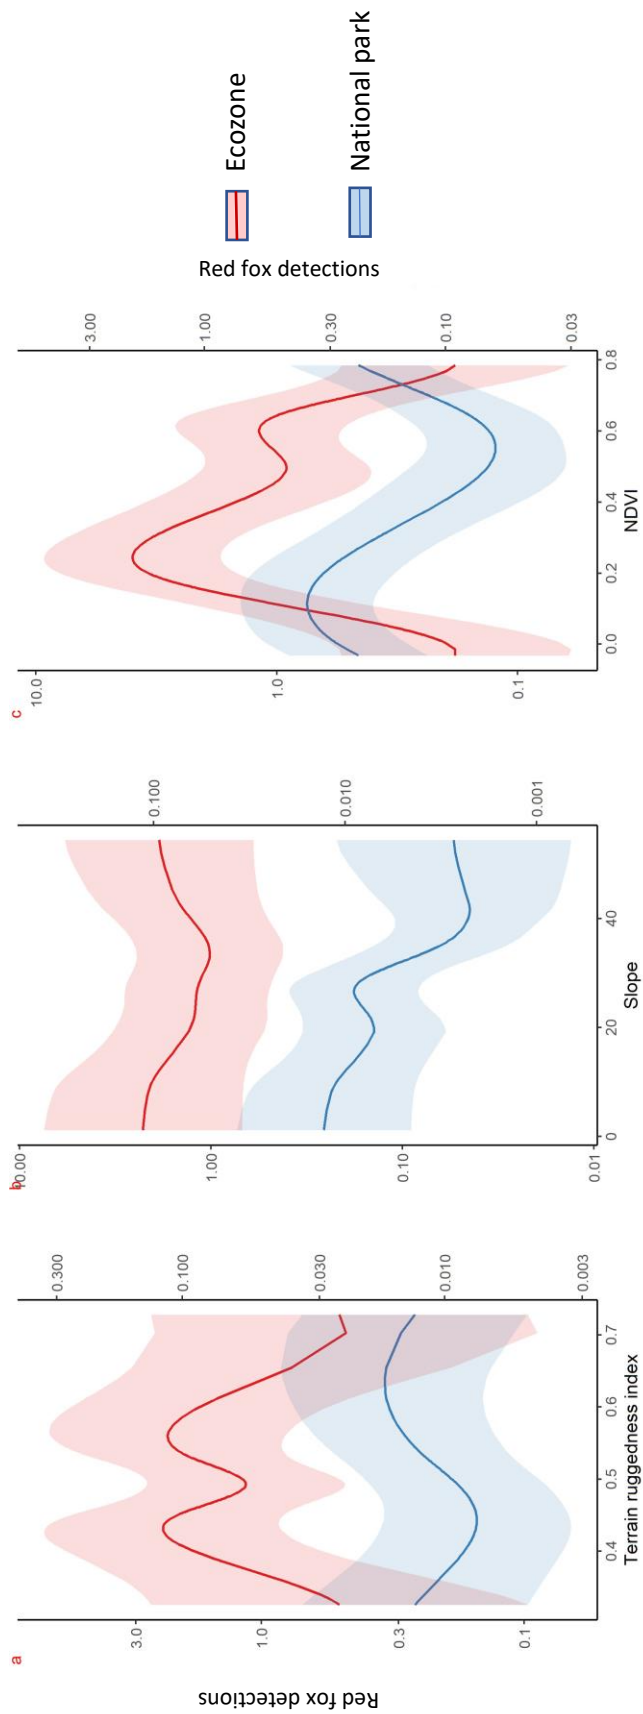 a
Red fox detections
3.0
1.0
0.3
0.1
0.300
0.100
0.030
0.010
0.003
0.4 0.5 0.6 0.7
Terrain ruggedness index
b
10.00
1.00
0.10
0.01
0.100
0.010
0.001
0 20 40
Slope
c
10.0
1.0
0.1
3.00
1.00
0.30
0.10
0.03
0.0 0.2 0.4 0.6 0.8
NDVI
Red fox detections
Ecozone
National park